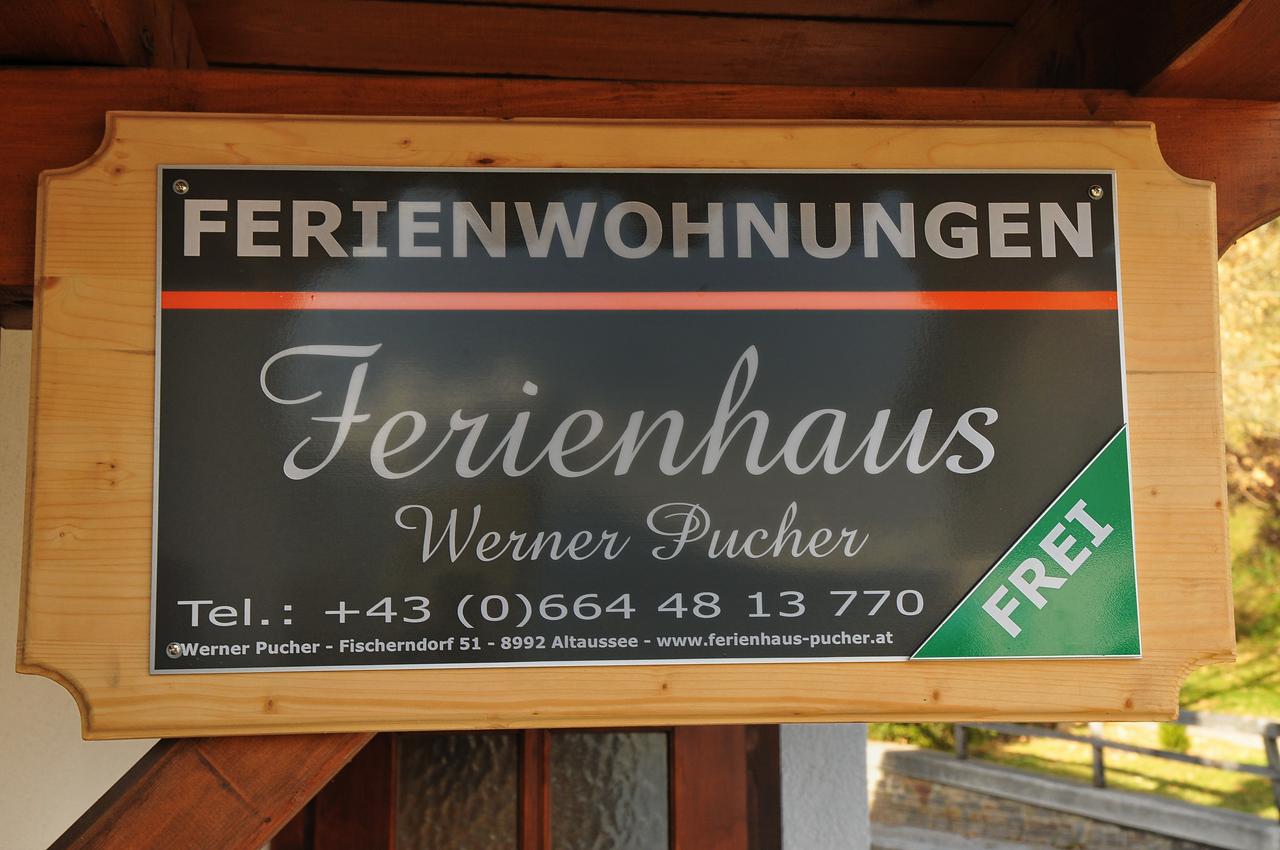 FERIENWOHNUNGEN
Ferienhaus
Werner Pucher
Tel.: +43 (0)664 48 13 770
Werner Pucher - Fischerndorf 51 - 8992 Altaussee - www.ferienhaus-pucher.at
FREI